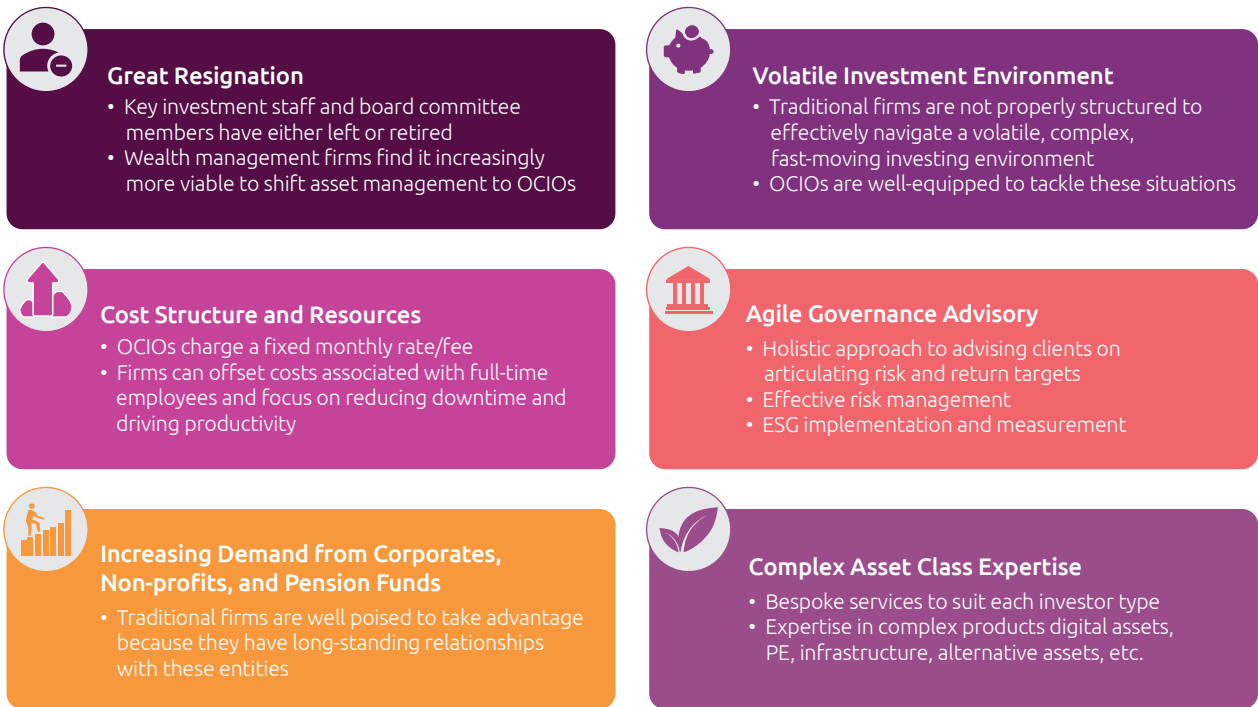 Great Resignation
• Key investment staff and board committee
members have either left or retired
• Wealth management firms find it increasingly
more viable to shift asset management to OCIOs
Volatile Investment Environment
• Traditional firms are not properly structured to
effectively navigate a volatile, complex,
fast-moving investing environment
• OCIOs are well-equipped to tackle these situations
Cost Structure and Resources
• OCIOs charge a fixed monthly rate/fee
• Firms can offset costs associated with full-time
employees and focus on reducing downtime and
driving productivity
Agile Governance Advisory
• Holistic approach to advising clients on
articulating risk and return targets
• Effective risk management
• ESG implementation and measurement
Increasing Demand from Corporates,
Non-profits, and Pension Funds
• Traditional firms are well poised to take advantage
because they have long-standing relationships
with these entities
Complex Asset Class Expertise
• Bespoke services to suit each investor type
• Expertise in complex products digital assets,
PE, infrastructure, alternative assets, etc.